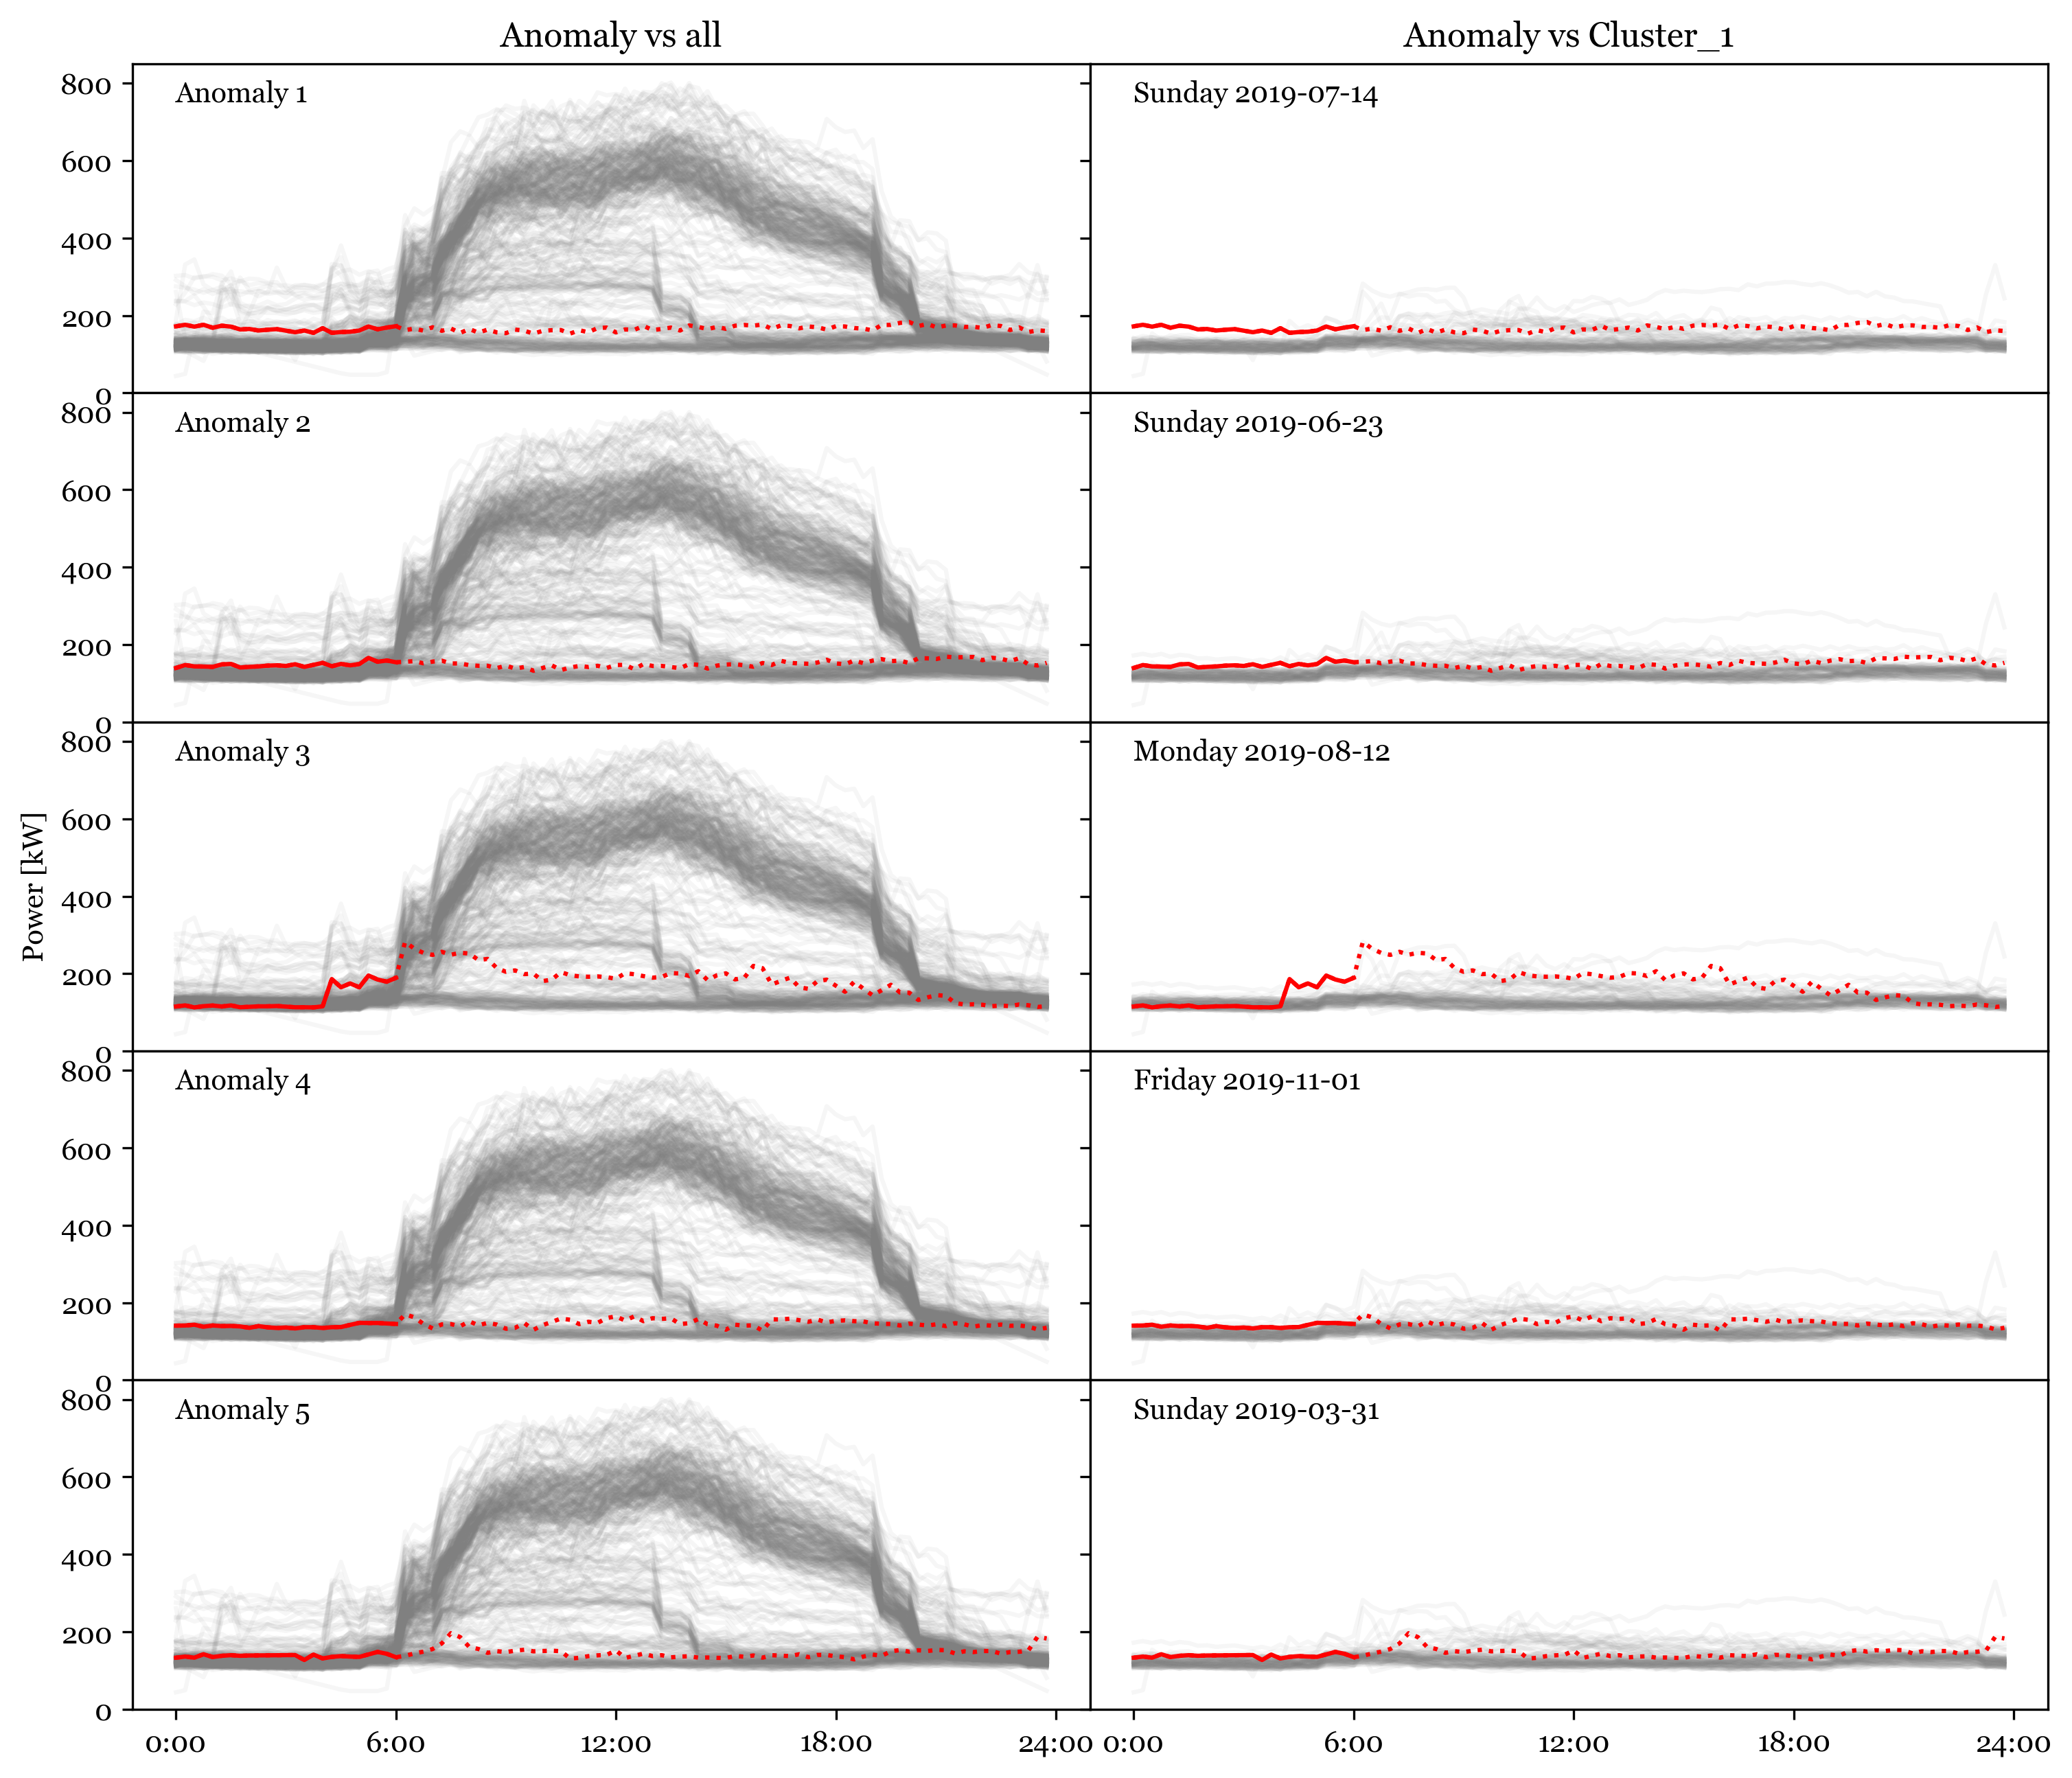 Anomaly vs all
Anomaly vs Cluster_1
800
Anomaly 1
Sunday 2019-07-14
600
400
200
0
800
Anomaly 2
Sunday 2019-06-23
600
400
200
0
800
Anomaly 3
Monday 2019-08-12
600
Power [kW]
400
200
0
800
Anomaly 4
Friday 2019-11-01
600
400
200
0
800
Anomaly 5
Sunday 2019-03-31
600
400
200
0
0:00 6:00 12:00 18:00 24:00 0:00 6:00 12:00 18:00 24:00